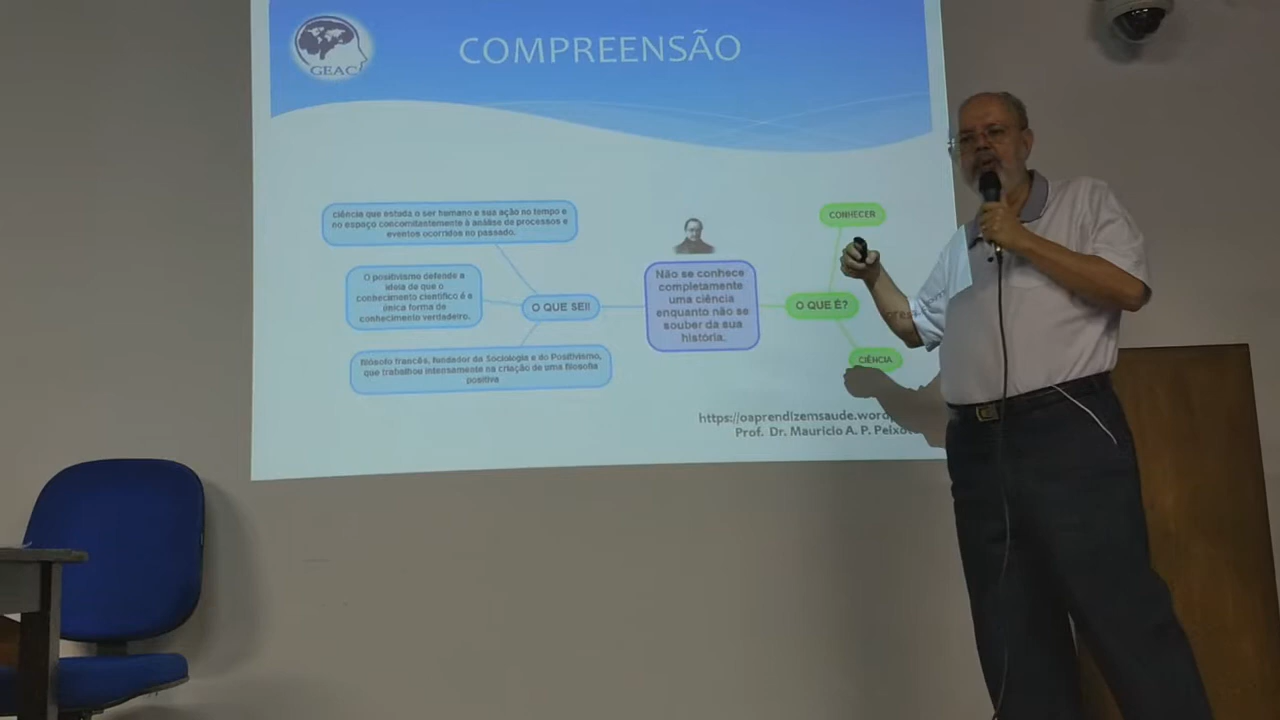 GEAC
COMPREENSÃO
ciência que estuda o ser humano e sua ação no tempo e
no espaço concomitantemente à análise de processos e
eventos ocorridos no passado.
O positivismo defende a
ideia de que o
conhecimento científico é a
única forma de
conhecimento verdadeiro.
filósofo francês, fundador da Sociologia e do Positivismo,
que trabalhou intensamente na criação de uma filosofia
positiva
O QUE SEI!
Não se conhece
completamente
uma ciência
enquanto não se
souber da sua
história.
O QUE É?
CONHECER
CIÊNCIA
https://oaprendizemsaude.wordp
Prof. Dr. Mauricio A. P. Peixot